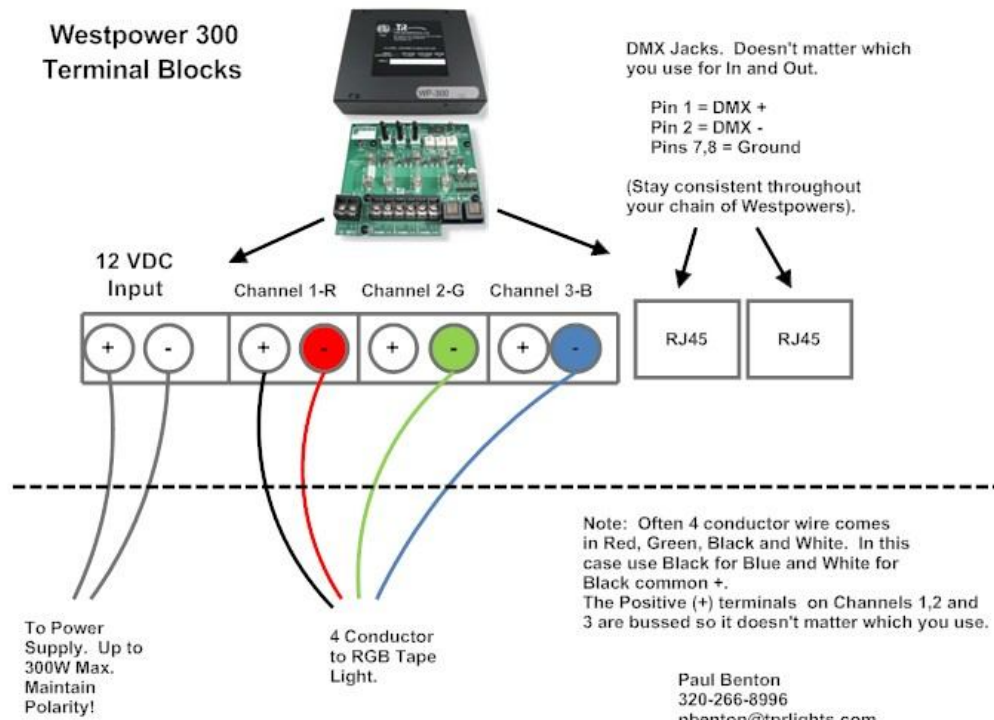 Westpower 300
Terminal Blocks
WP-300
DMX Jacks. Doesn't matter which
you use for In and Out.
Pin 1 = DMX +
Pin 2 = DMX -
Pins 7,8 = Ground
(Stay consistent throughout
your chain of Westpowers).
12 VDC
Input
Channel 1-R
Channel 2-G
Channel 3-B
+ - + - + - + -
RJ45
RJ45
Note: Often 4 conductor wire comes
in Red, Green, Black and White. In this
case use Black for Blue and White for
Black common +.
The Positive (+) terminals on Channels 1,2 and
3 are bussed so it doesn't matter which you use.
To Power
Supply. Up to
300W Max.
Maintain
Polarity!
4 Conductor
to RGB Tape
Light.
Paul Benton
320-266-8996
pbenton@tprlights.com